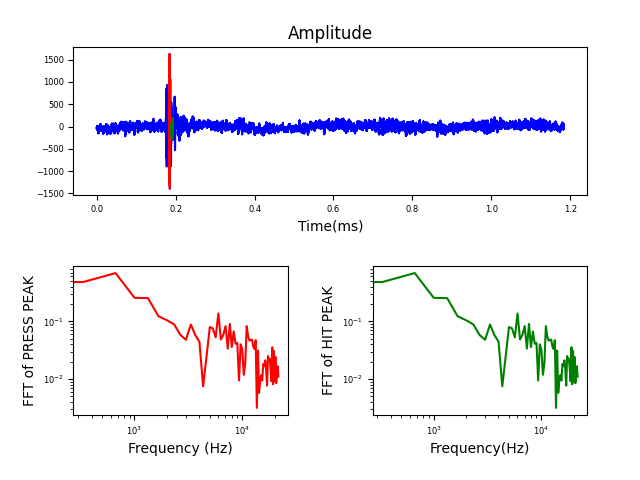 Amplitude
1500
1000
500
0
−500
−1000
−1500
0.0 0.2 0.4 0.6 0.8 1.0 1.2
Time(ms)
FFT of PRESS PEAK
10⁻¹
10⁻²
10³ 10⁴
Frequency (Hz)
FFT of HIT PEAK
10⁻¹
10⁻²
10³ 10⁴
Frequency(Hz)